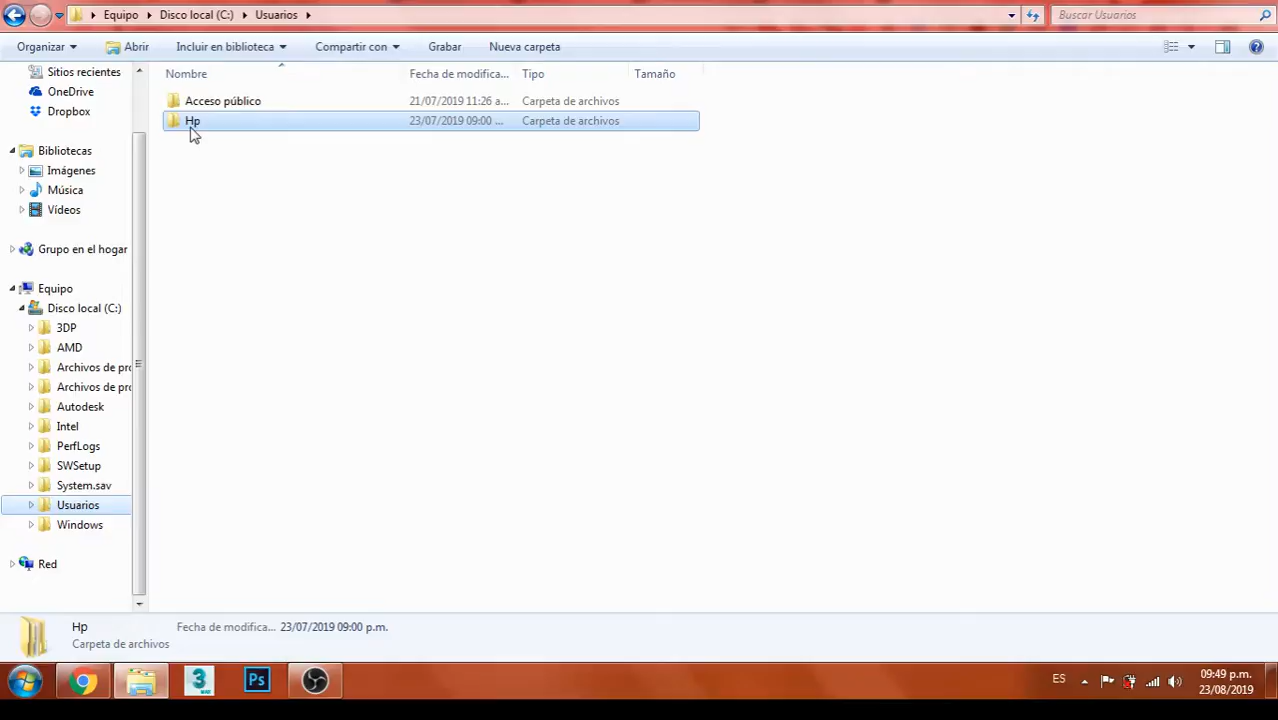 Equipo Disco local (C:) Usuarios Buscar Usuarios
Organizar Abrir Incluir en biblioteca Compartir con Grabar Nueva carpeta
Nombre Fecha de modifica... Tipo Tamaño
Acceso público 21/07/2019 11:26 a... Carpeta de archivos
Hp 23/07/2019 09:00 ... Carpeta de archivos
Sitios recientes
OneDrive
Dropbox
Bibliotecas
Imágenes
Música
Vídeos
Grupo en el hogar
Equipo
Disco local (C:)
3DP
AMD
Archivos de pro
Archivos de pro
Autodesk
Intel
PerfLogs
SWSetup
System.sav
Usuarios
Windows
Red
Hp Fecha de modifica... 23/07/2019 09:00 p.m.
Carpeta de archivos
3 Ps ES 09:49 p.m.
23/08/2019